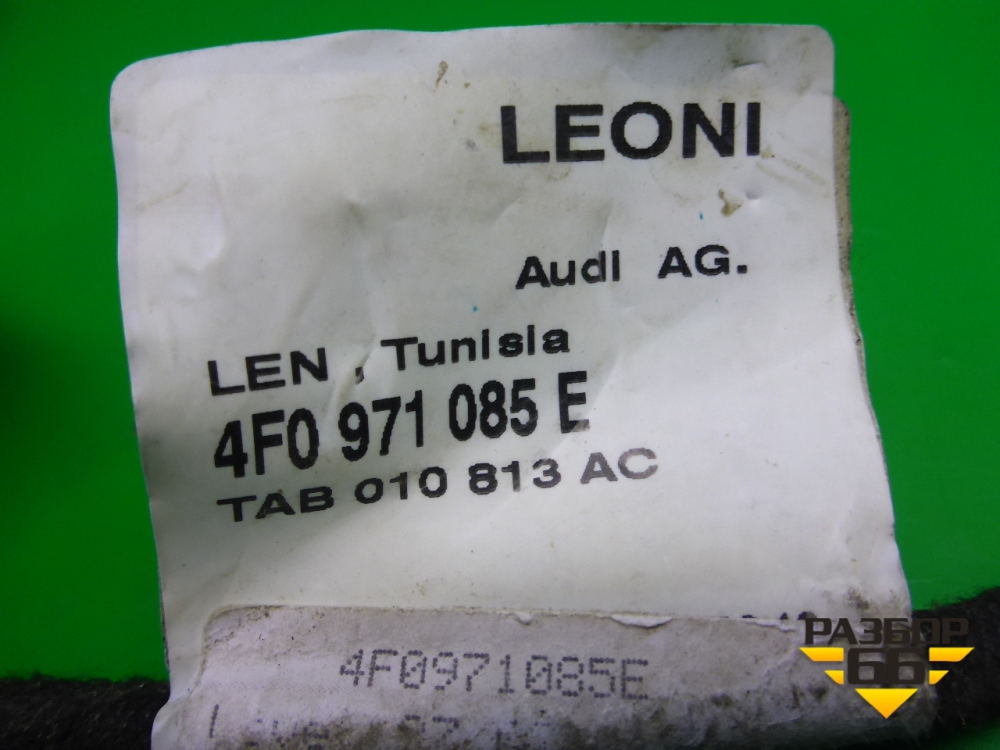 LEONI
Audi AG.
LEN , Tunisia
4F0 971 085 E
TAB 010 813 AC
4F0971085E
РАЗБОР
66